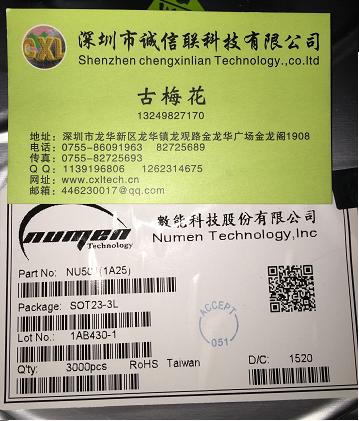 CXL
深圳市诚信联科技有限公司
Shenzhen chengxinlian Technology.,co.ltd
古梅花
13249827170
地址：深圳市龙华新区龙华镇龙观路金龙华广场金龙阁1908
电话：0755-86091963 82725689
传真：0755-82725693
Q Q：1139196806 1262314675
网址：www.cxltech.cn
邮箱：446230017@qq.com
numen
Technology
數能科技股份有限公司
Numen Technology,Inc
Part No: (1A25)
Package: SOT23-3L
Lot No.: 1AB430-1
ACCEPT
051
Q'ty: 3000pcs RoHS Taiwan D/C: 1520